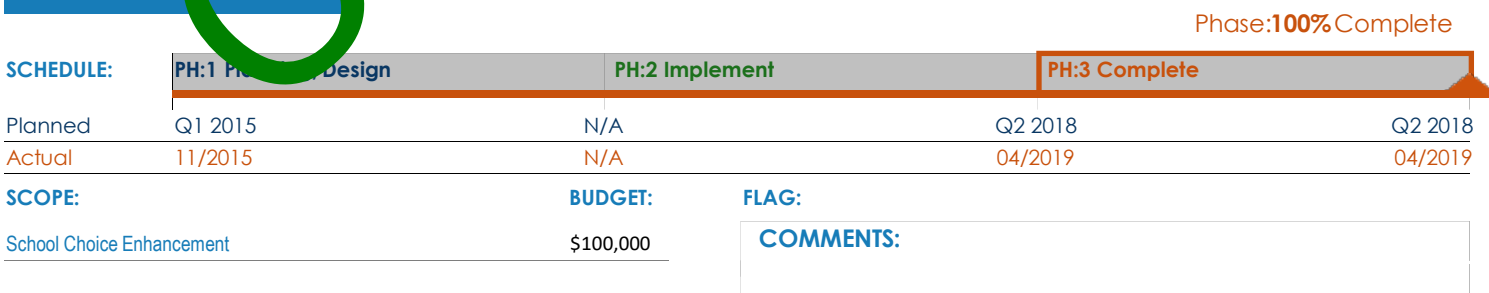 Phase:100% Complete
SCHEDULE: PH:1 Design PH:2 Implement PH:3 Complete
Planned Q1 2015 N/A Q2 2018 Q2 2018
Actual 11/2015 N/A 04/2019 04/2019
SCOPE: BUDGET: FLAG:
School Choice Enhancement $100,000 COMMENTS: